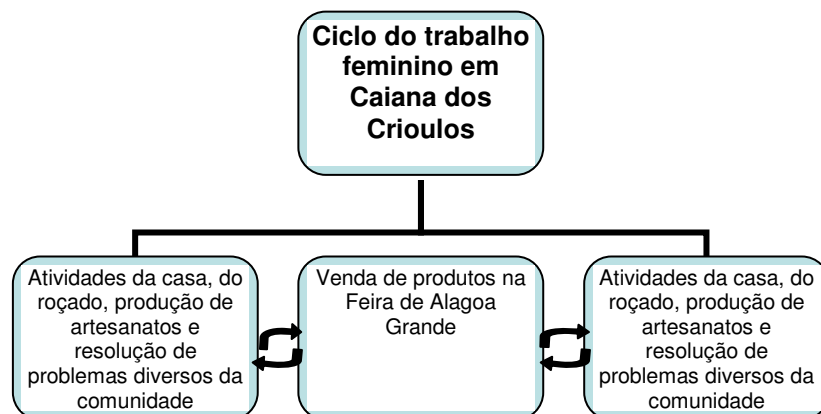 Ciclo do trabalho
feminino em
Caiana dos
Crioulos
Atividades da casa, do
roçado, produção de
artesanatos e
resolução de
problemas diversos da
comunidade
Venda de produtos na
Feira de Alagoa
Grande
Atividades da casa, do
roçado, produção de
artesanatos e
resolução de
problemas diversos da
comunidade